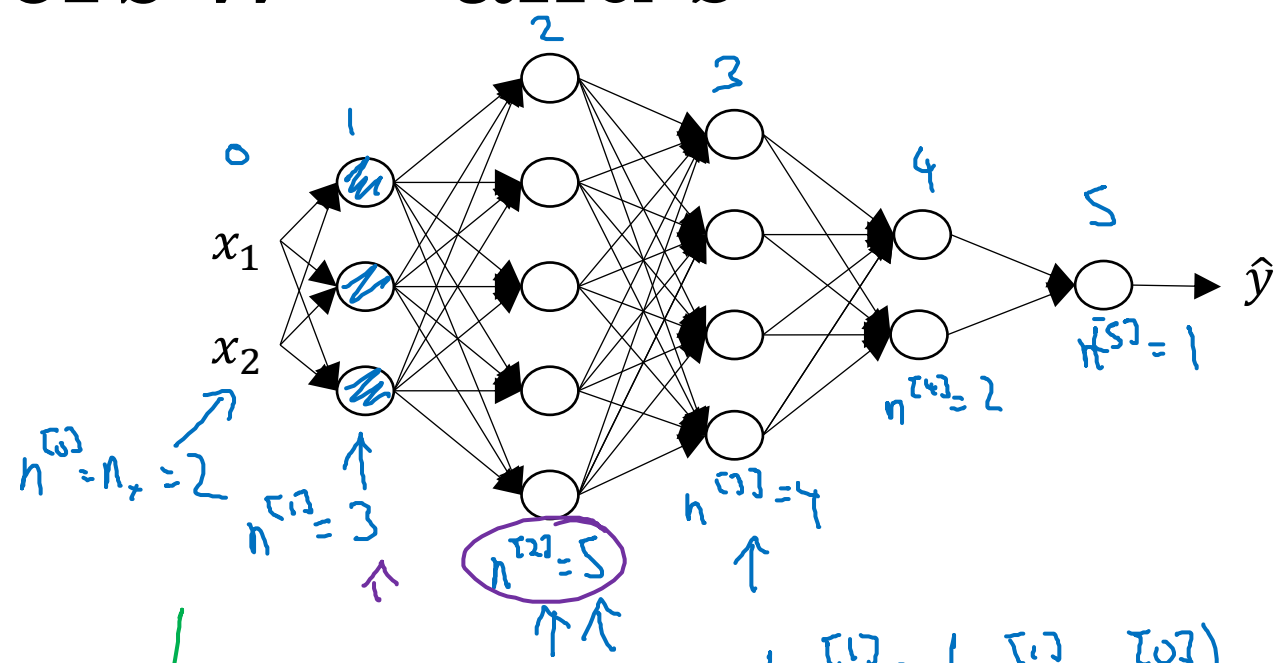 2
3
1
0
4
5
x₁
ŷ
x₂
n^[5] = 1
n^[4] = 2
n^[0] = nₓ = 2
n^[3] = 4
n^[1] = 3
n^[2] = 5